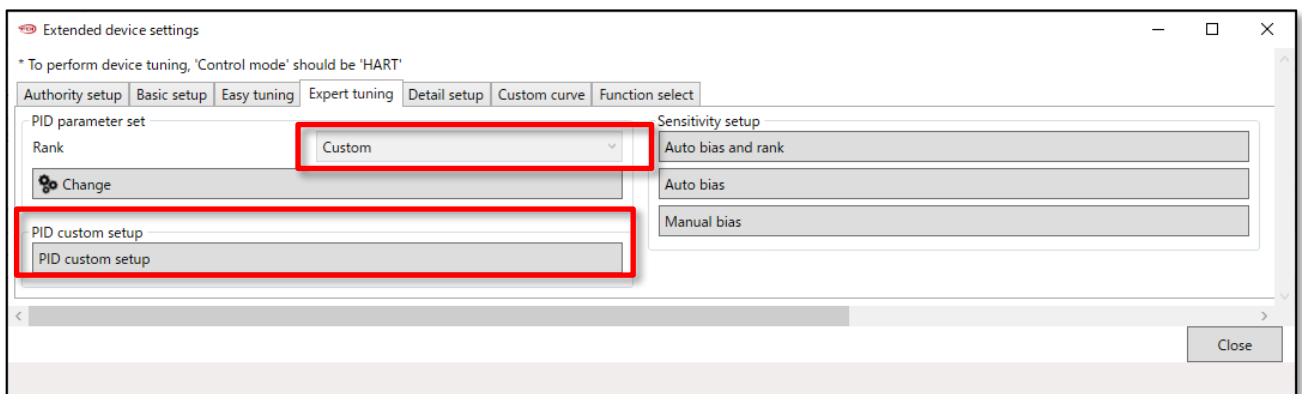 Extended device settings
* To perform device tuning, 'Control mode' should be 'HART'
Authority setup Basic setup Easy tuning Expert tuning Detail setup Custom curve Function select
PID parameter set
Rank Custom
Change
PID custom setup
PID custom setup
Sensitivity setup
Auto bias and rank
Auto bias
Manual bias
Close